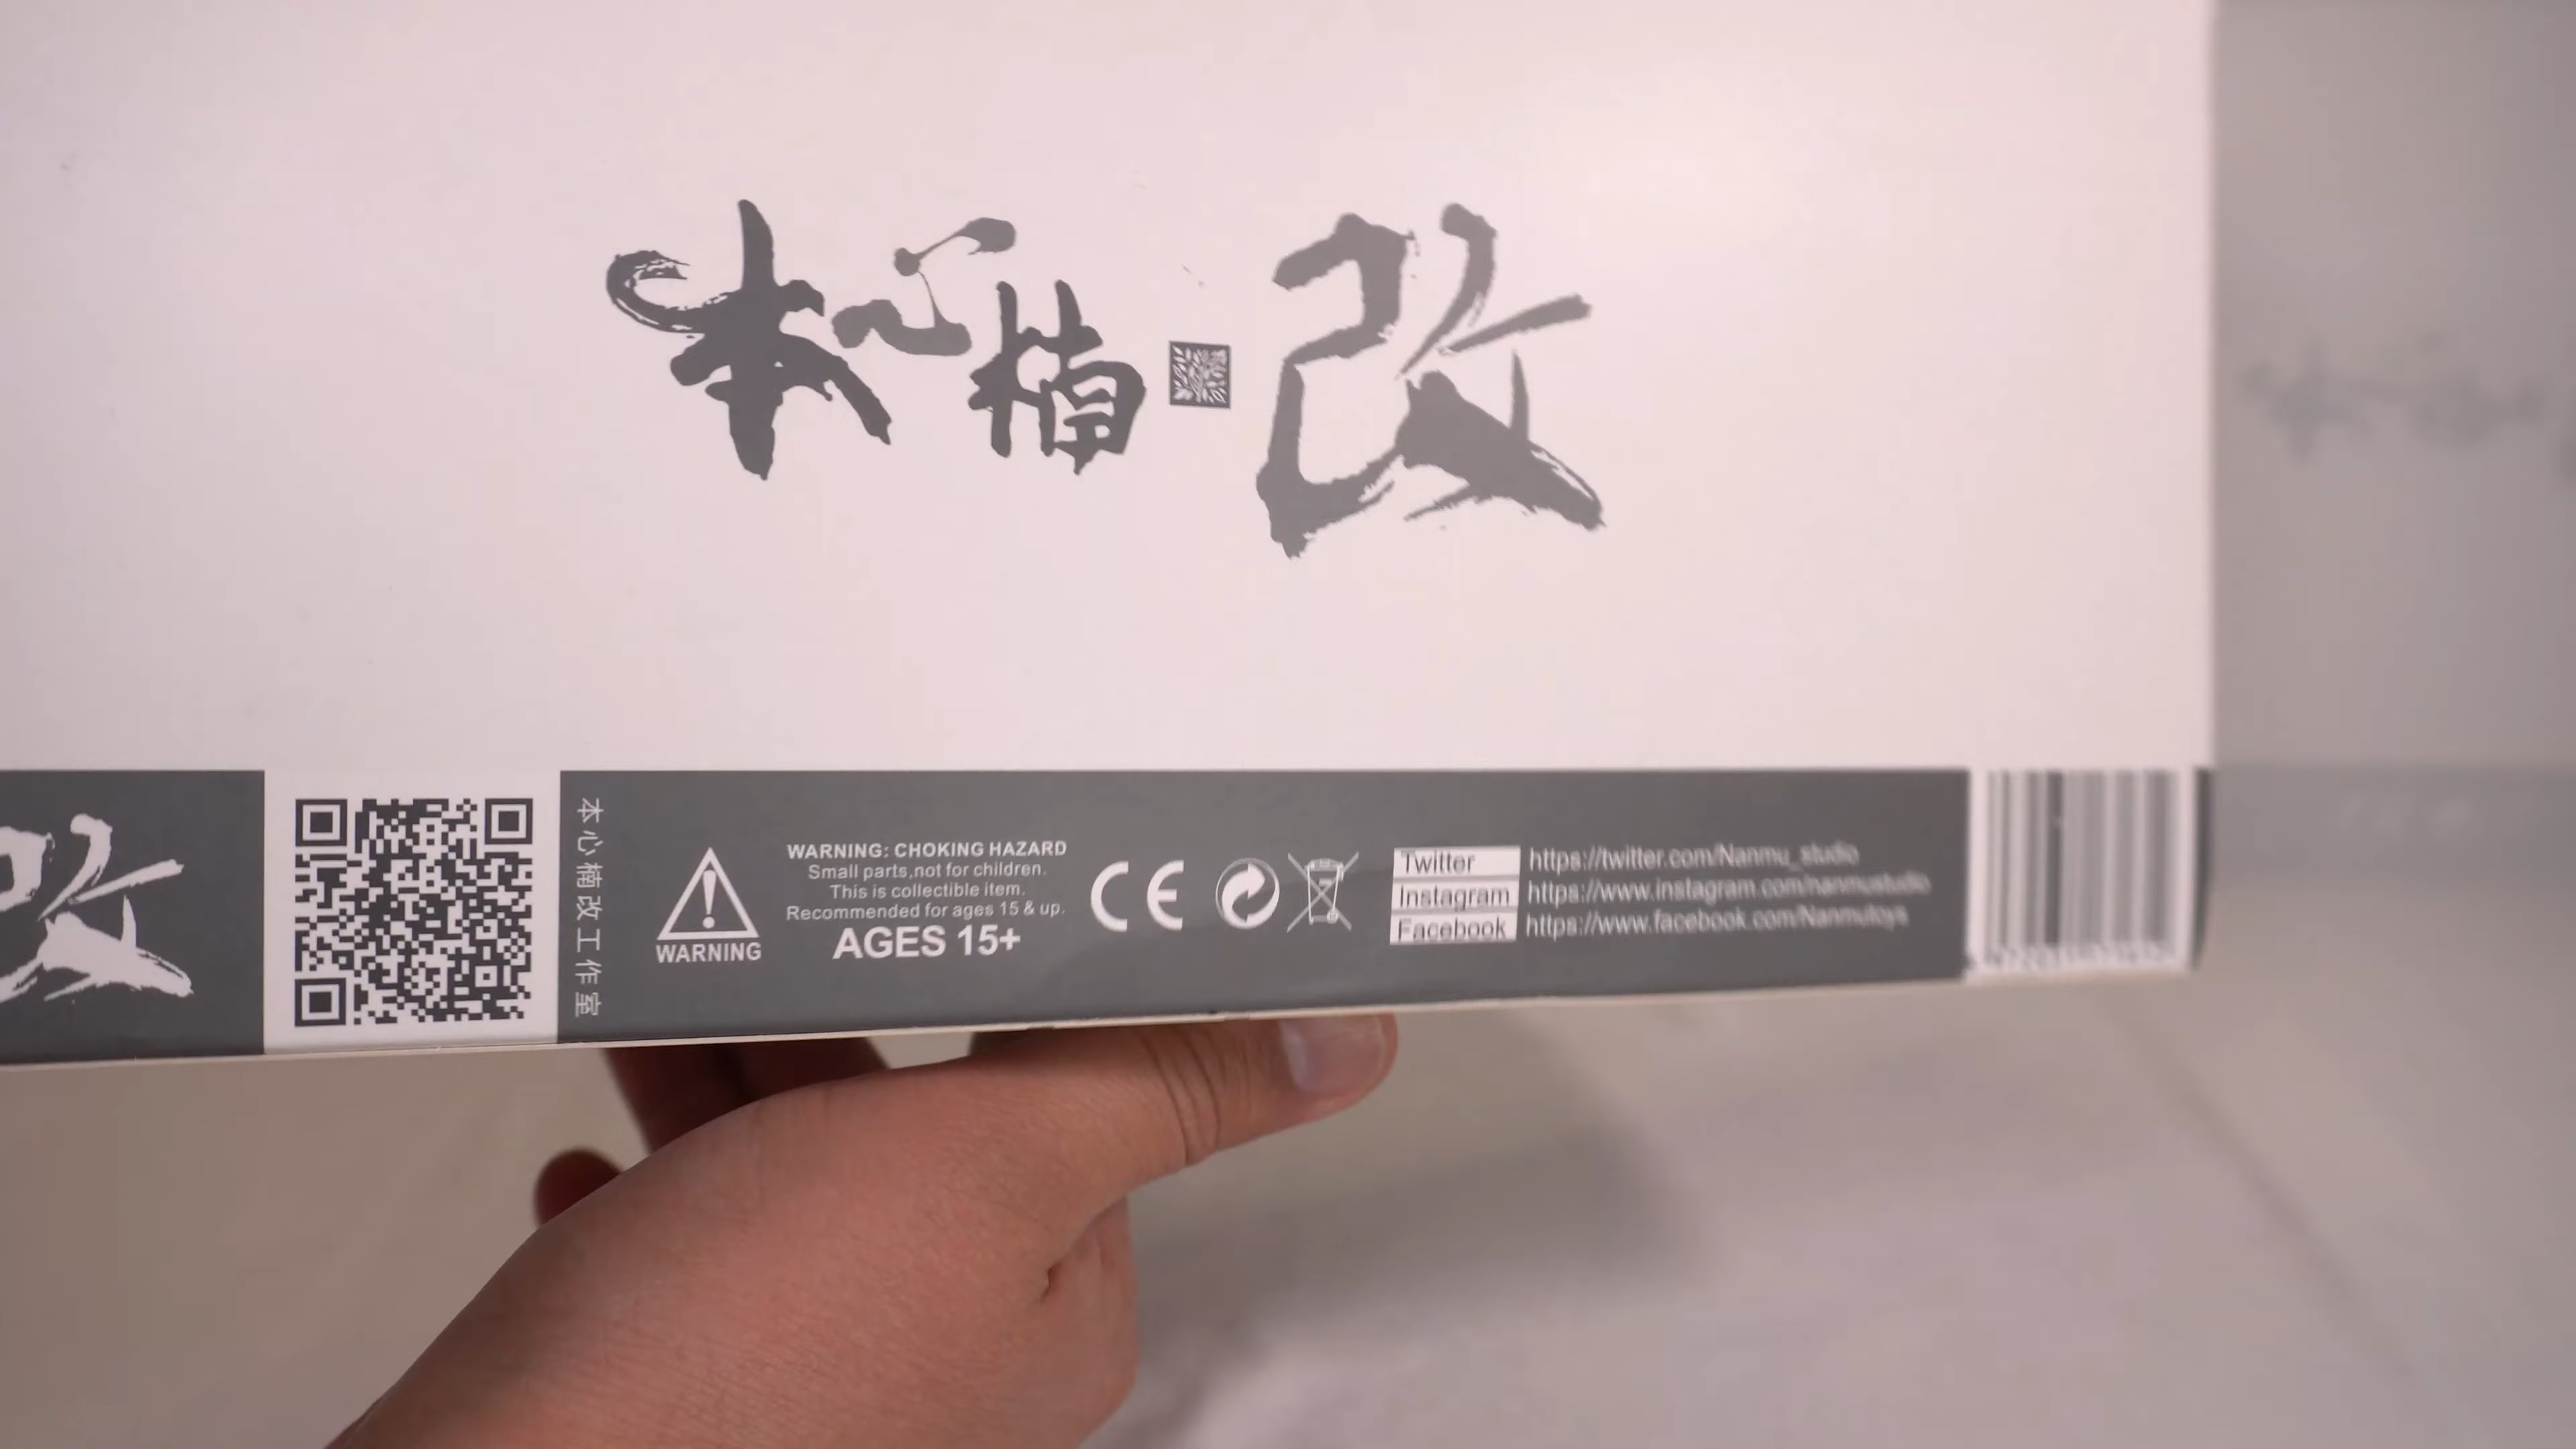 本心楠 改
改
本心楠改工作室
WARNING
WARNING: CHOKING HAZARD
Small parts,not for children.
This is collectible item.
Recommended for ages 15 & up.
AGES 15+
CE
Twitter https://twitter.com/Nanmu_studio
Instagram https://www.instagram.com/nanmustudio
Facebook https://www.facebook.com/Nanmutoys